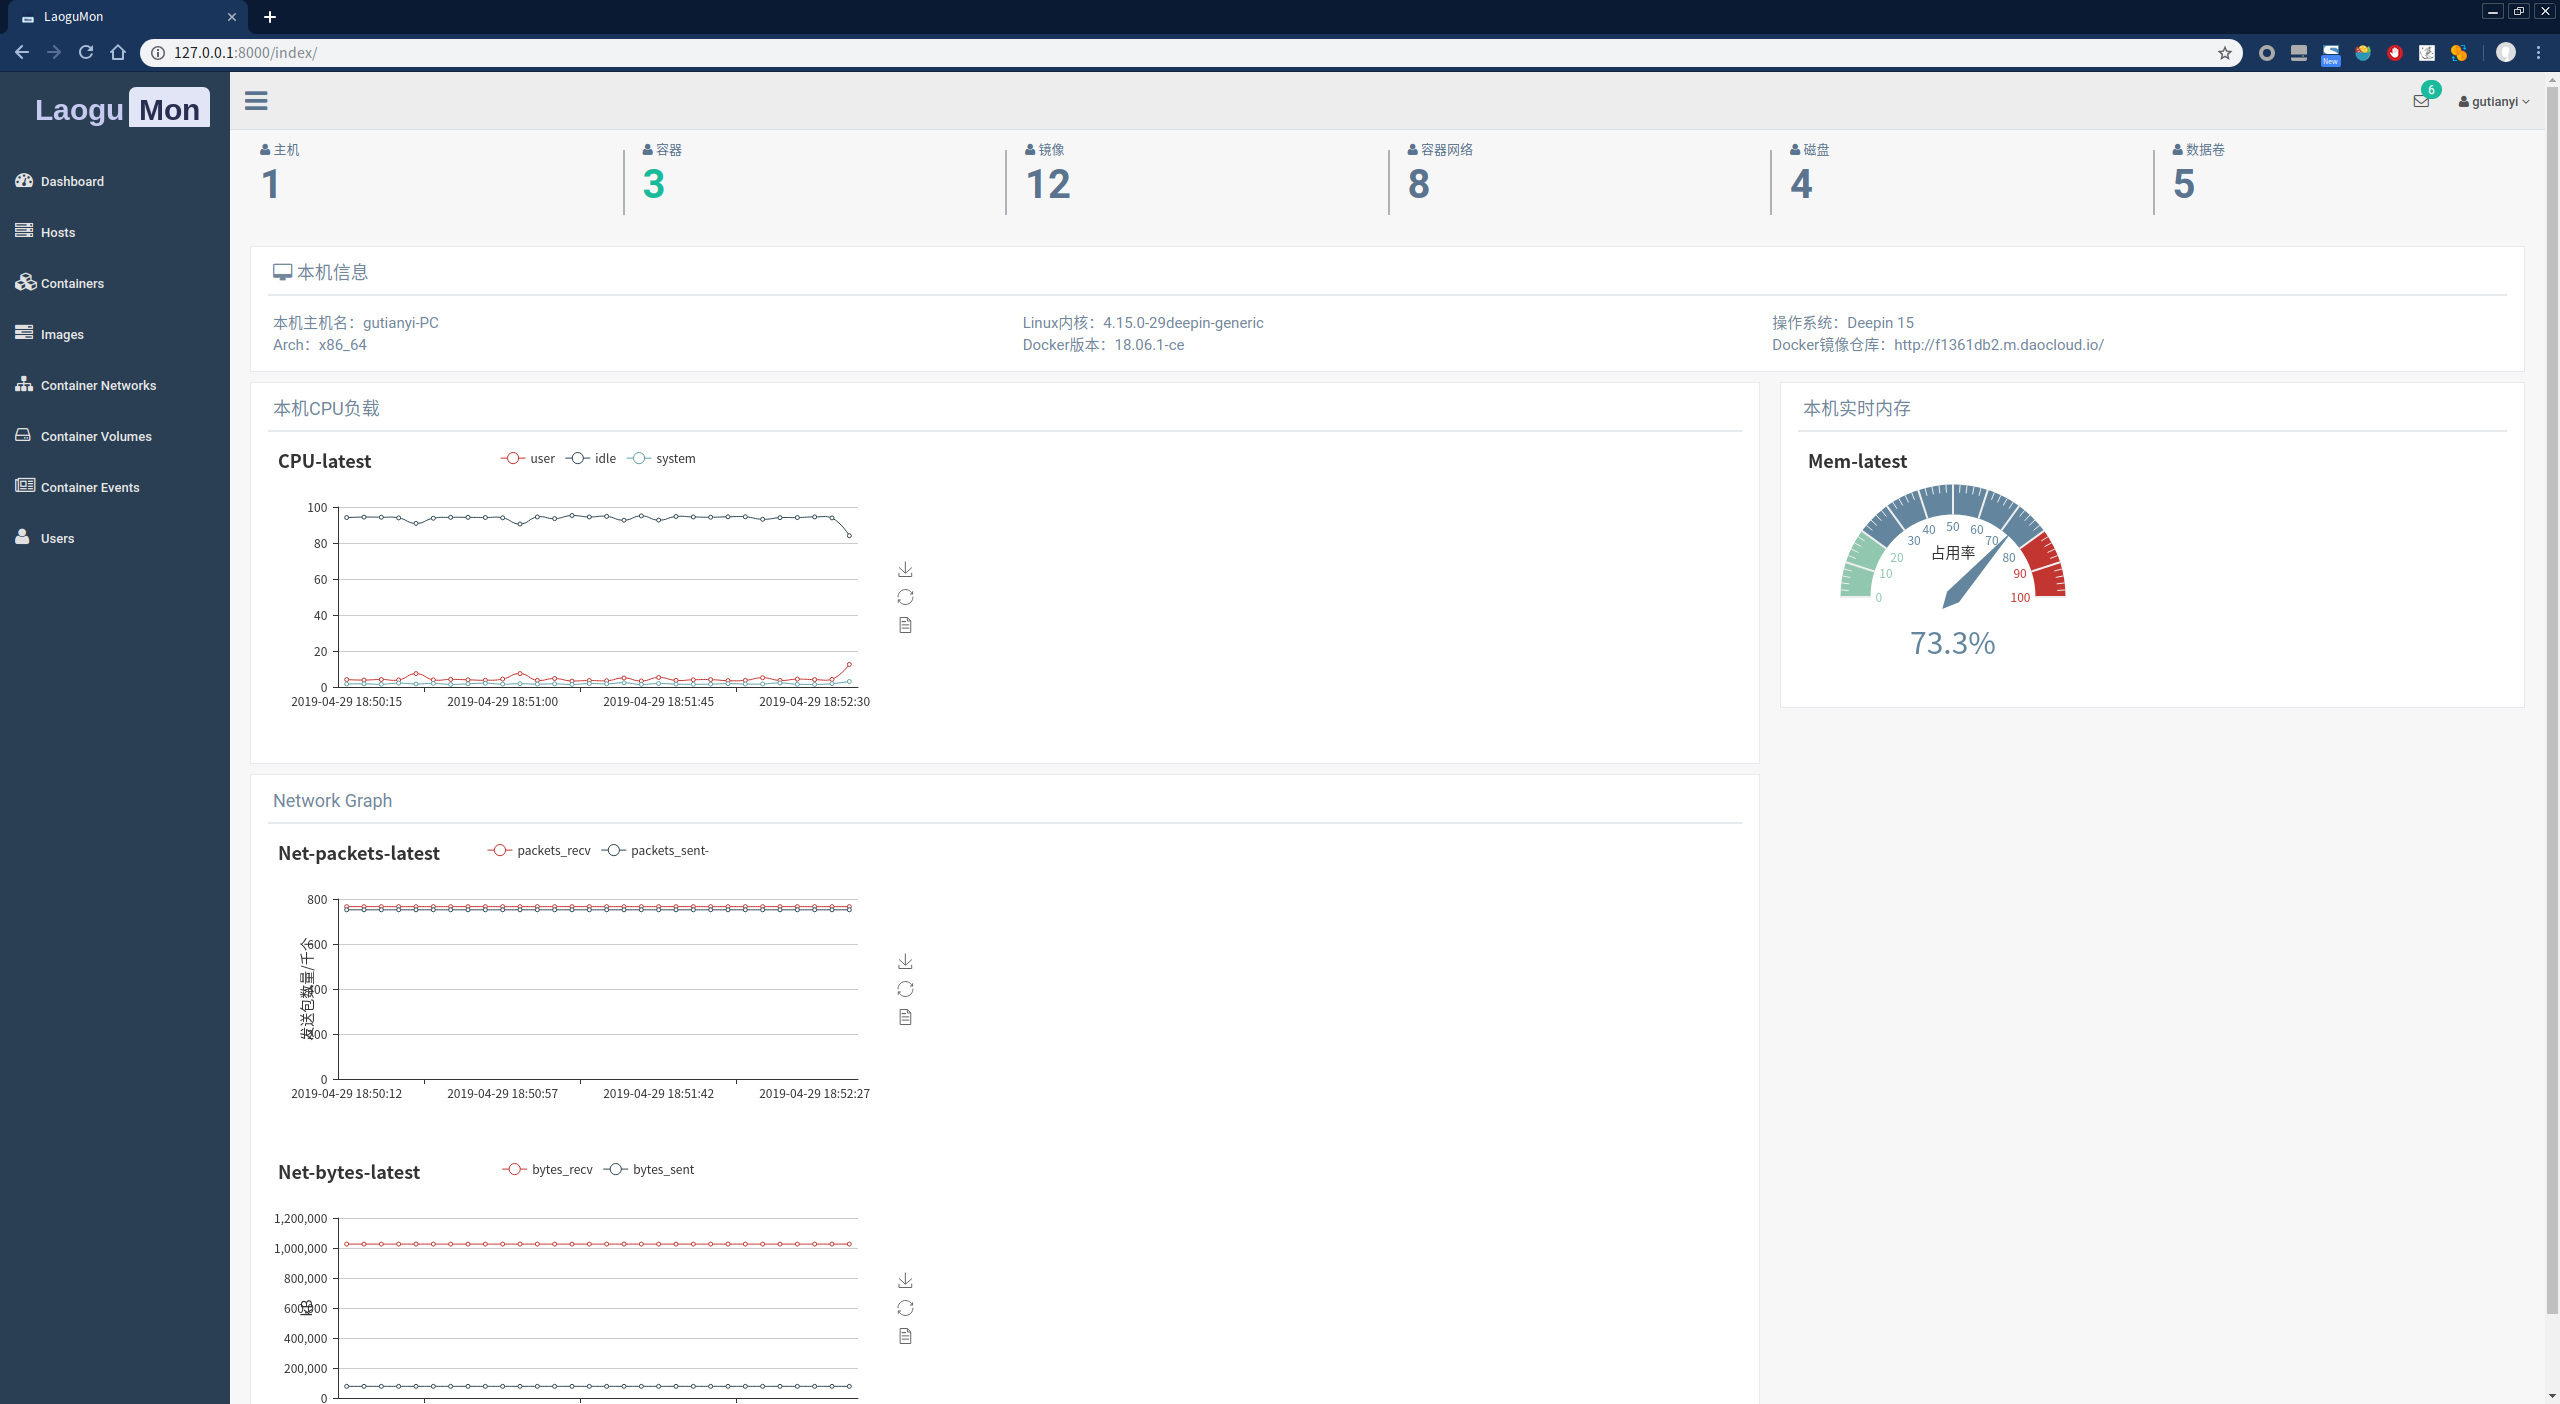 LaoguMon
127.0.0.1:8000/index/
New
Laogu Mon
6
gutianyi
Dashboard
Hosts
Containers
Images
Container Networks
Container Volumes
Container Events
Users
主机
1
容器
3
镜像
12
容器网络
8
磁盘
4
数据卷
5
本机信息
本机主机名：gutianyi-PC
Linux内核：4.15.0-29deepin-generic
操作系统：Deepin 15
Arch：x86_64
Docker版本：18.06.1-ce
Docker镜像仓库：http://f1361db2.m.daocloud.io/
本机CPU负载
CPU-latest
user idle system
100
80
60
40
20
0
2019-04-29 18:50:15 2019-04-29 18:51:00 2019-04-29 18:51:45 2019-04-29 18:52:30
本机实时内存
Mem-latest
0 10 20 30 40 50 60 70 80 90 100
占用率
73.3%
Network Graph
Net-packets-latest
packets_recv packets_sent-
800
600
400
200
0
发送包数量/千个
2019-04-29 18:50:12 2019-04-29 18:50:57 2019-04-29 18:51:42 2019-04-29 18:52:27
Net-bytes-latest
bytes_recv bytes_sent
1,200,000
1,000,000
800,000
600,000
400,000
200,000
0
kB